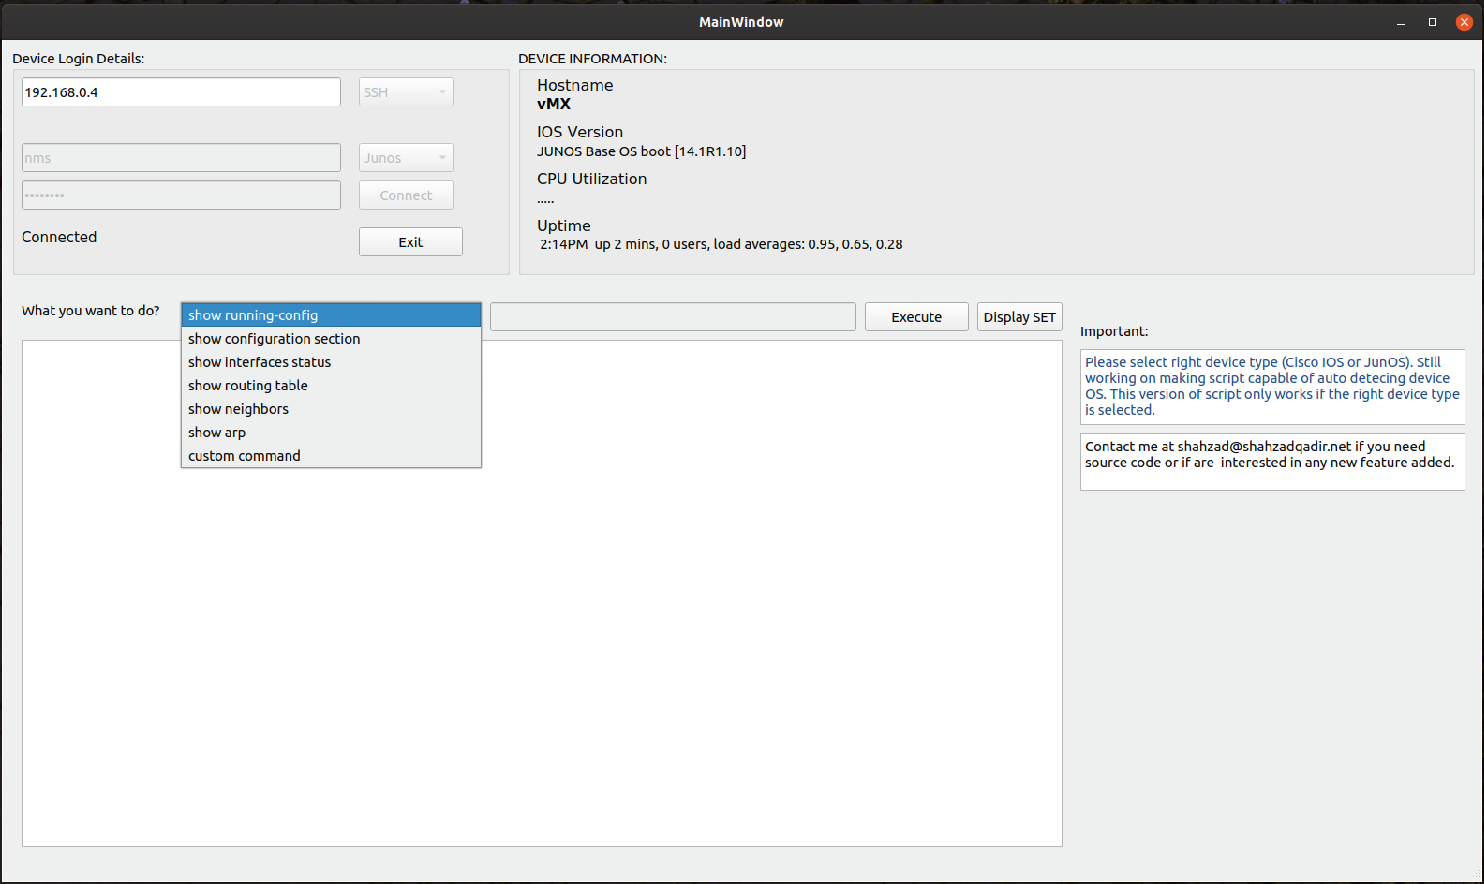 MainWindow
Device Login Details:
192.168.0.4
SSH
nms
Junos
Connect
Connected
Exit
DEVICE INFORMATION:
Hostname
vMX
IOS Version
JUNOS Base OS boot [14.1R1.10]
CPU Utilization
.....
Uptime
2:14PM  up 2 mins, 0 users, load averages: 0.95, 0.65, 0.28
What you want to do?
show running-config
show configuration section
show interfaces status
show routing table
show neighbors
show arp
custom command
Execute
Display SET
Important:
Please select right device type (Cisco IOS or JunOS). Still
working on making script capable of auto detecing device
OS. This version of script only works if the right device type
is selected.
Contact me at shahzad@shahzadqadir.net if you need
source code or if are  interested in any new feature added.